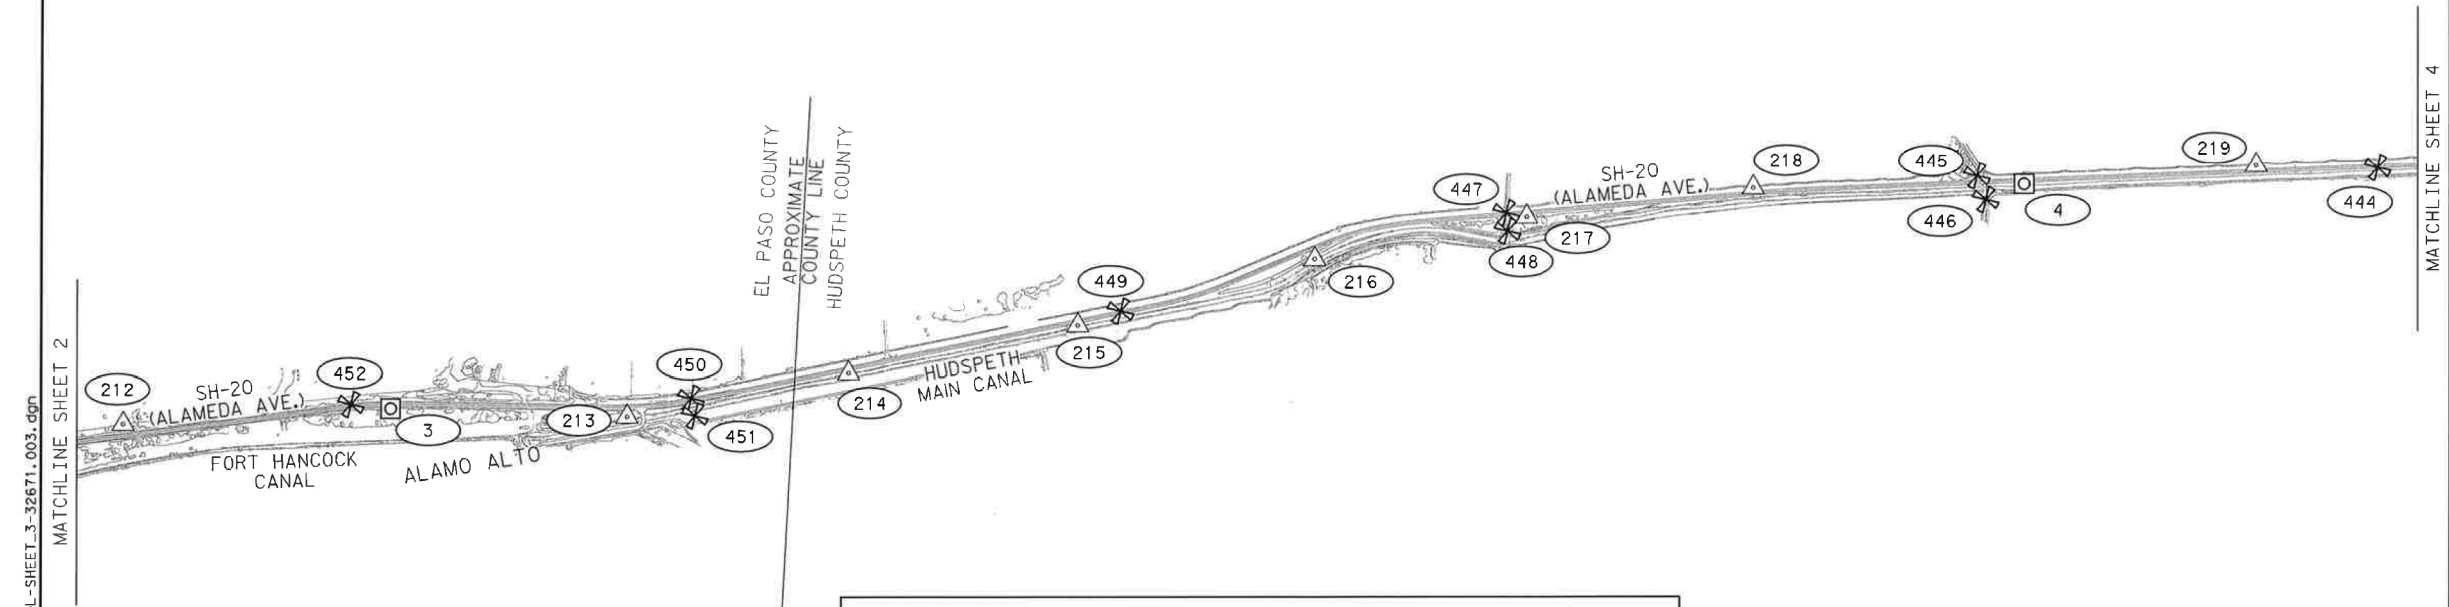 L-SHEET_3-32671.003.dgn
MATCHLINE SHEET 2
212
SH-20
(ALAMEDA AVE.)
452
3
FORT HANCOCK
CANAL
ALAMO ALTO
213
450
451
EL PASO COUNTY
APPROXIMATE
COUNTY LINE
HUDSPETH COUNTY
214
HUDSPETH
MAIN CANAL
215
449
216
447
448
217
SH-20
(ALAMEDA AVE.)
218
445
446
4
219
444
MATCHLINE SHEET 4